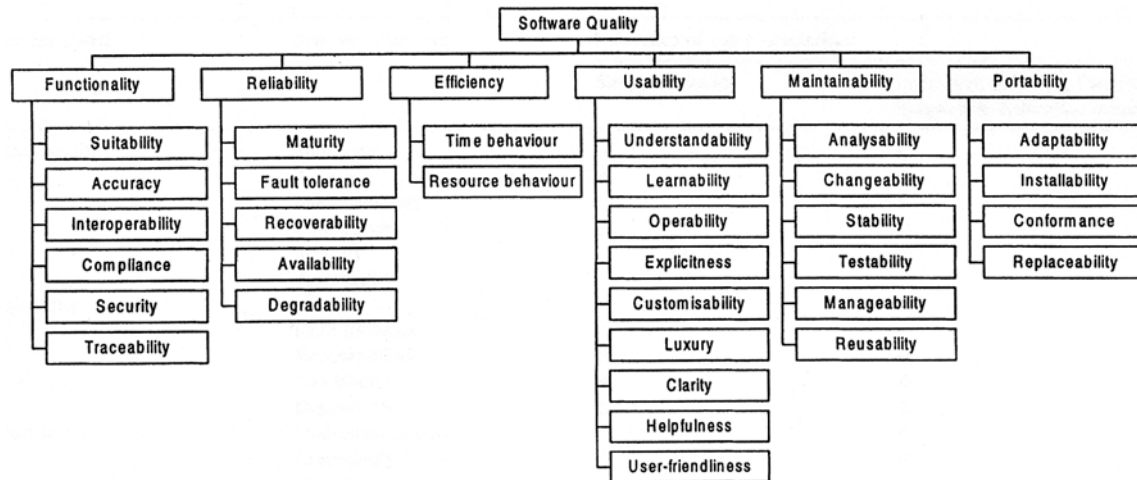 Software Quality
Functionality
Reliability
Efficiency
Usability
Maintainability
Portability
Suitability
Accuracy
Interoperability
Compliance
Security
Traceability
Maturity
Fault tolerance
Recoverability
Availability
Degradability
Time behaviour
Resource behaviour
Understandability
Learnability
Operability
Explicitness
Customisability
Luxury
Clarity
Helpfulness
User-friendliness
Analysability
Changeability
Stability
Testability
Manageability
Reusability
Adaptability
Installability
Conformance
Replaceability